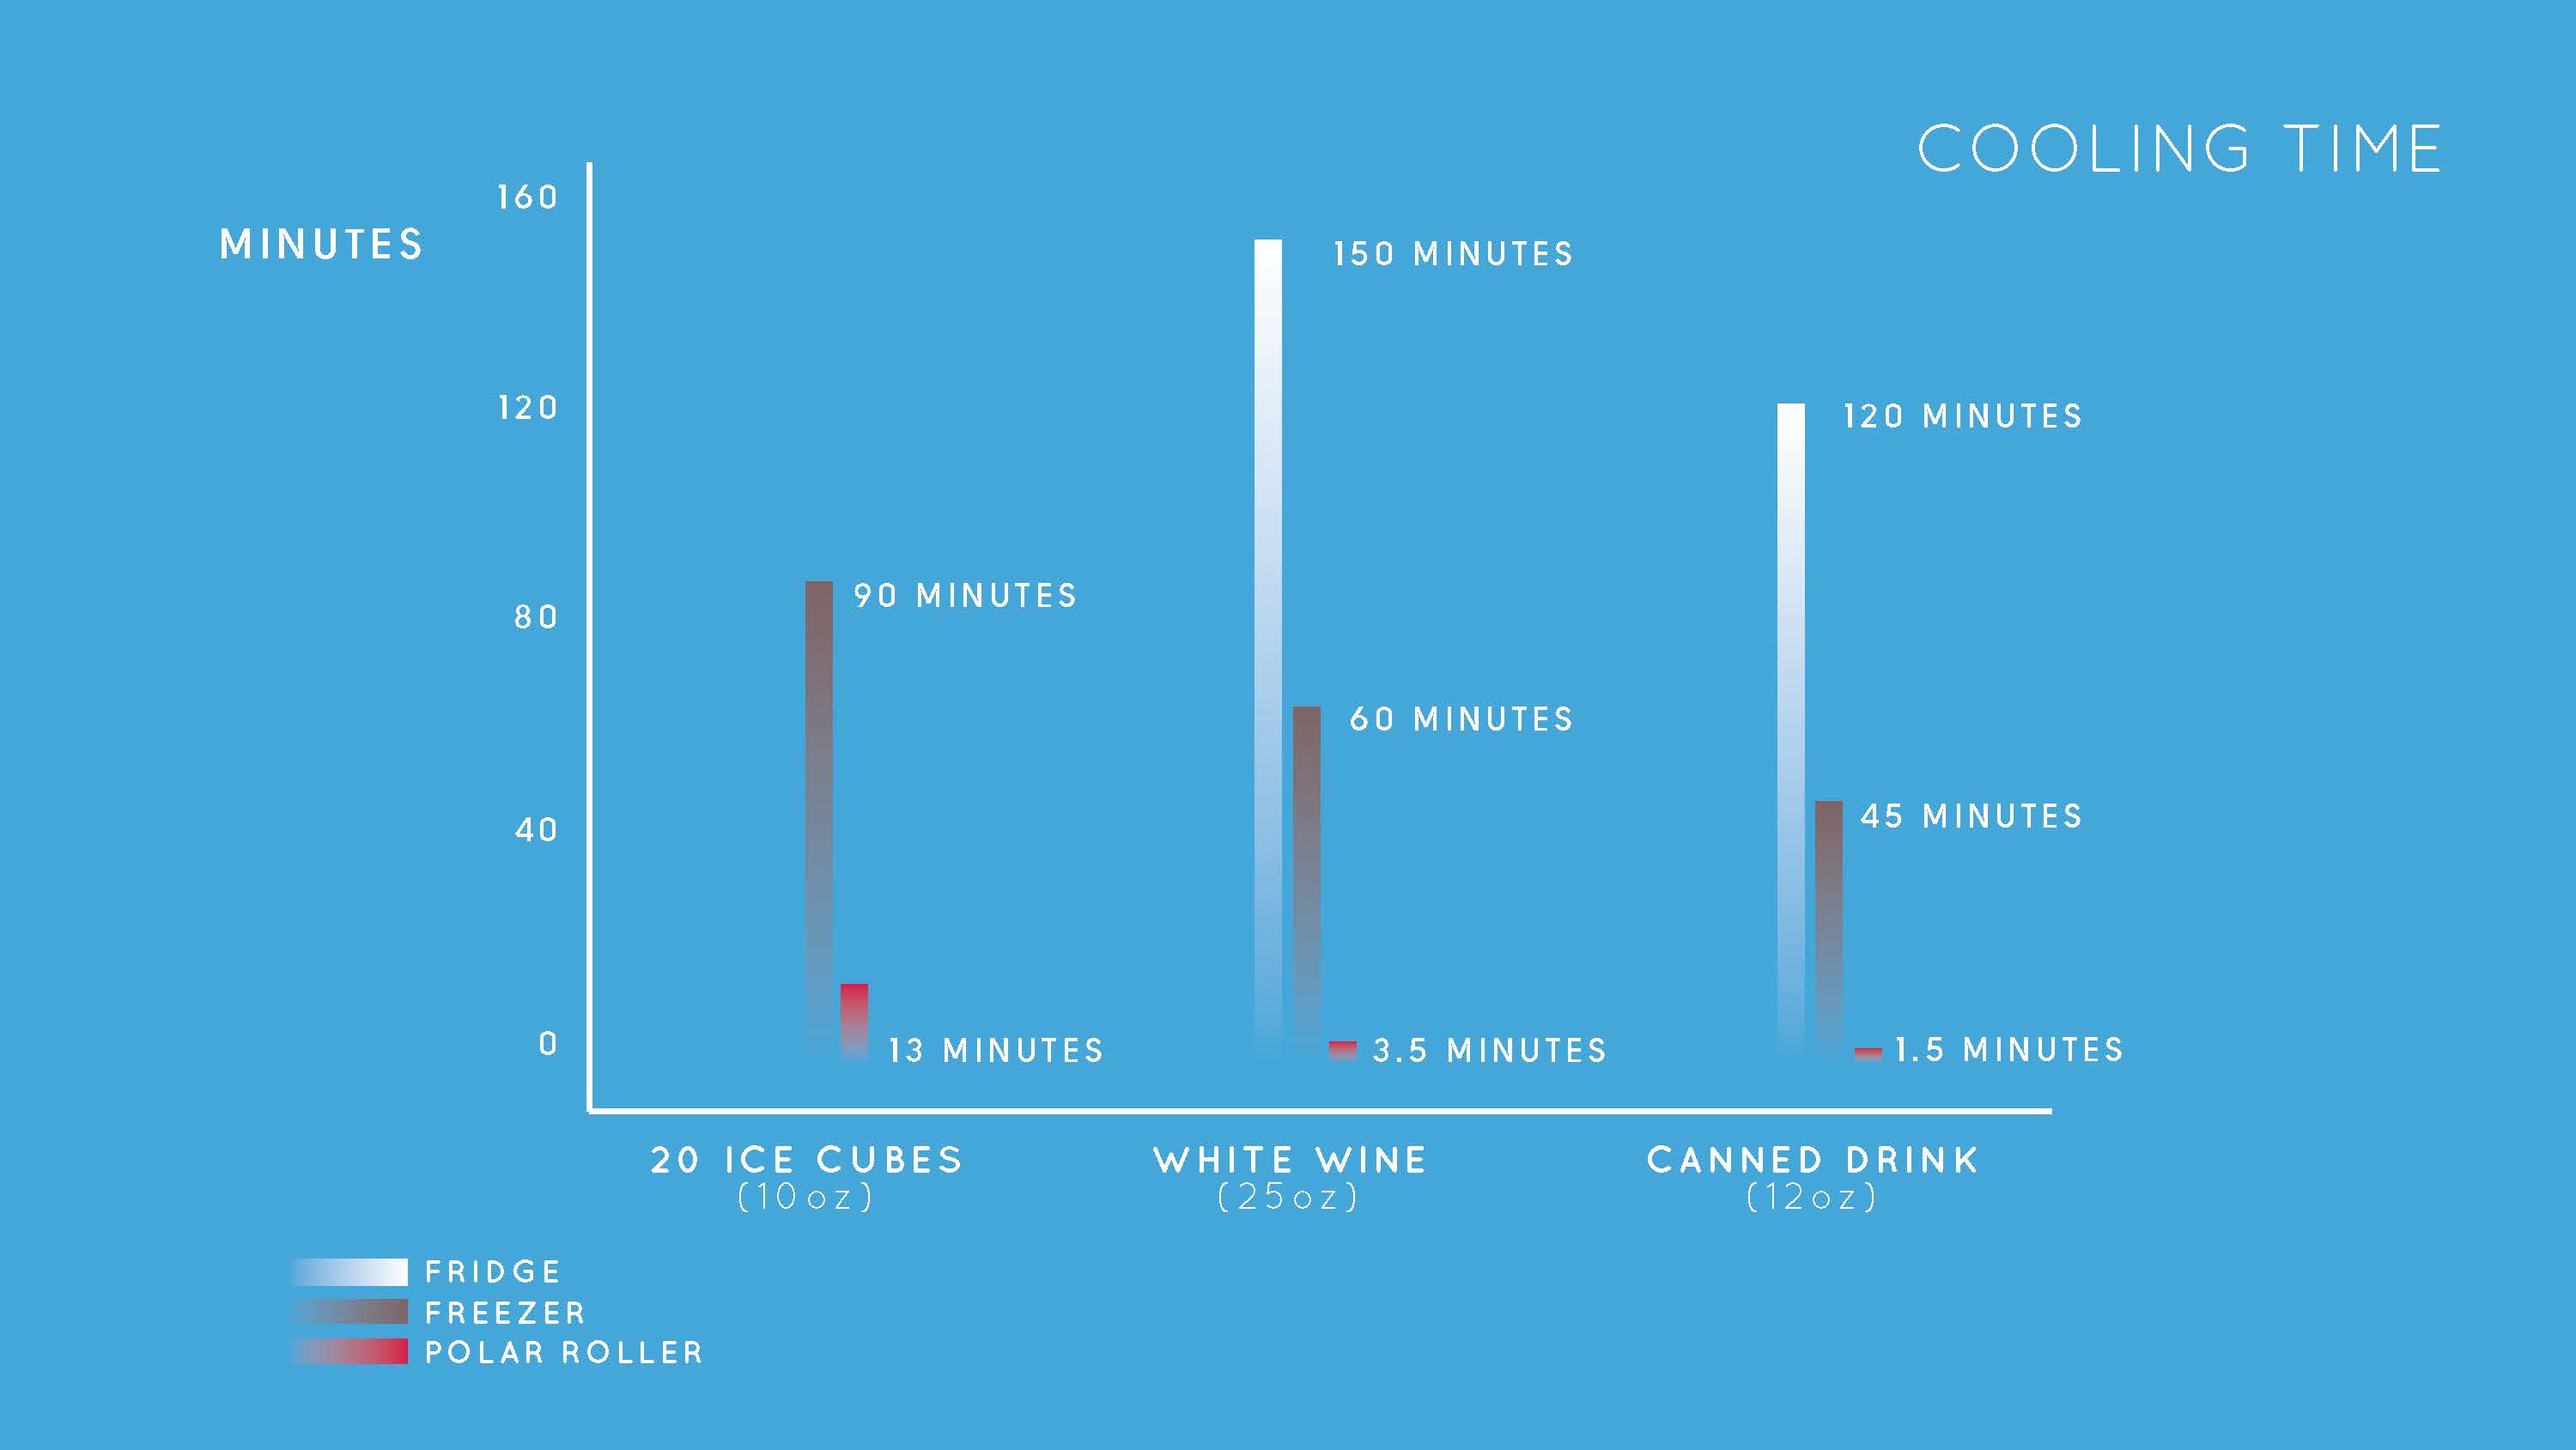 COOLING TIME
160
MINUTES
150 MINUTES
120
120 MINUTES
90 MINUTES
80
60 MINUTES
45 MINUTES
40
0
13 MINUTES
3.5 MINUTES
1.5 MINUTES
20 ICE CUBES
(10oz)
WHITE WINE
(25oz)
CANNED DRINK
(12oz)
FRIDGE
FREEZER
POLAR ROLLER